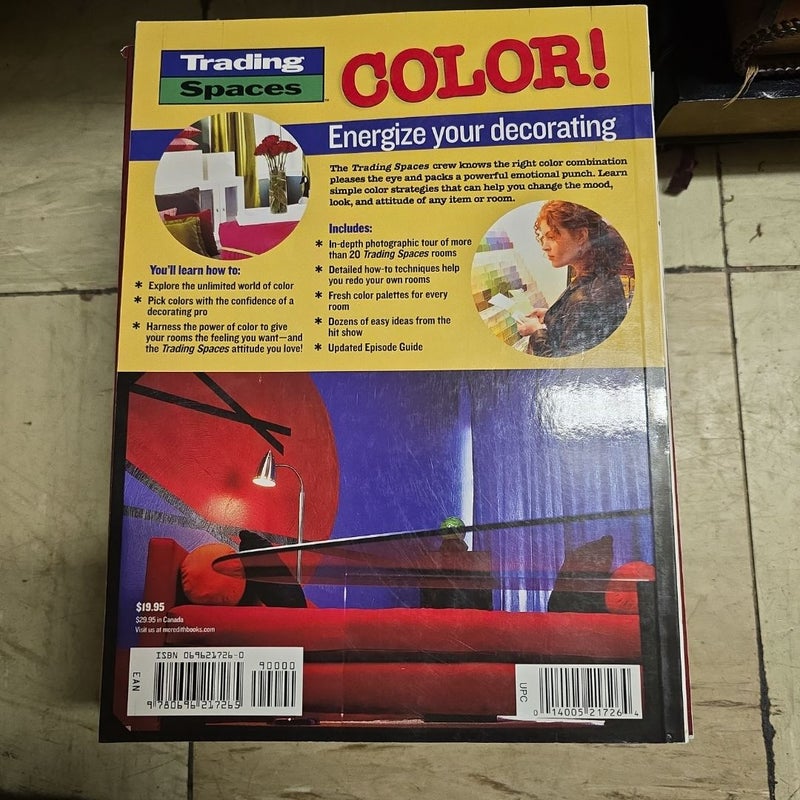 Trading
Spaces™
COLOR!
Energize your decorating
The Trading Spaces crew knows the right color combination
pleases the eye and packs a powerful emotional punch. Learn
simple color strategies that can help you change the mood,
look, and attitude of any item or room.
You'll learn how to:
* Explore the unlimited world of color
* Pick colors with the confidence of a
decorating pro
* Harness the power of color to give
your rooms the feeling you want—and
the Trading Spaces attitude you love!
Includes:
* In-depth photographic tour of more
than 20 Trading Spaces rooms
* Detailed how-to techniques help
you redo your own rooms
* Fresh color palettes for every
room
* Dozens of easy ideas from the
hit show
* Updated Episode Guide
$19.95
$29.95 in Canada
Visit us at meredithbooks.com
ISBN 069621726-0
90000
EAN
9 780696 217265
UPC
0 14005 21726 4